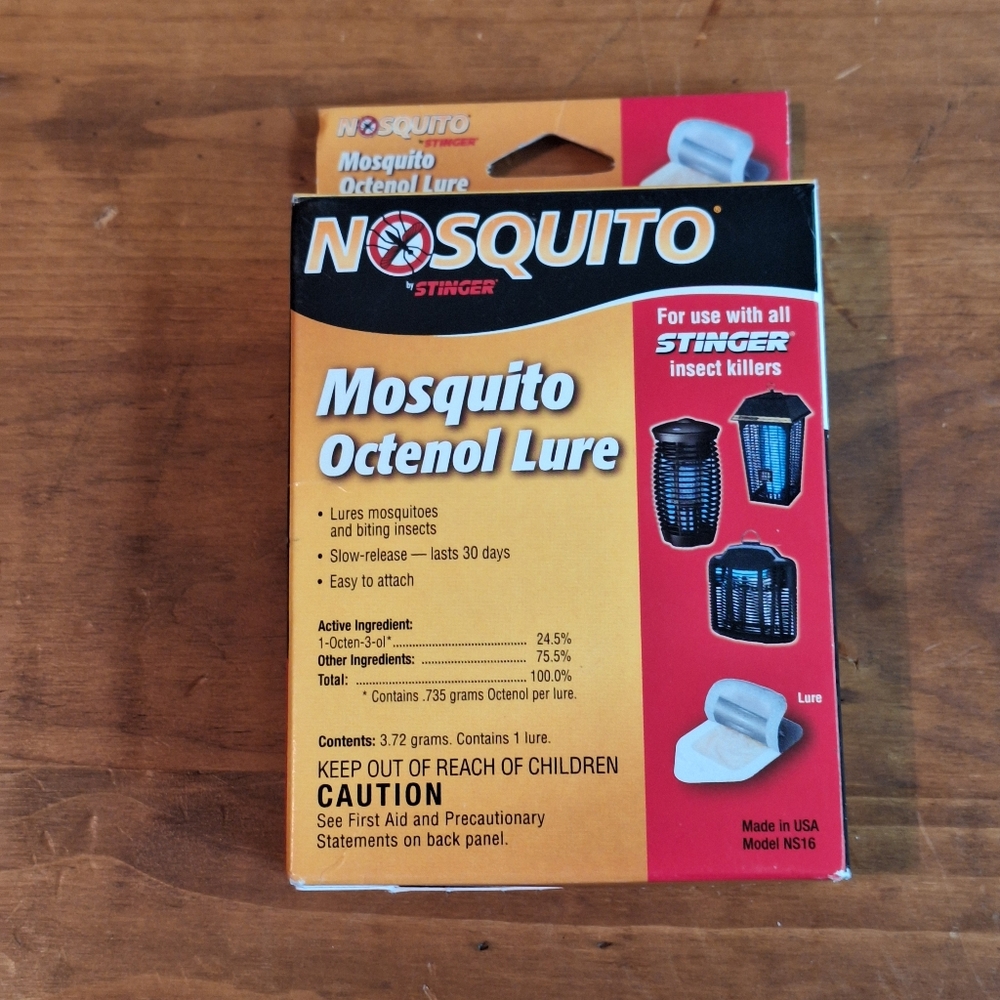 NOSQUITO
by STINGER®
Mosquito
Octenol Lure
NOSQUITO®
by STINGER®
For use with all
STINGER®
insect killers
Mosquito
Octenol Lure
• Lures mosquitoes
and biting insects
• Slow-release — lasts 30 days
• Easy to attach
Active Ingredient:
1-Octen-3-ol*.............................. 24.5%
Other Ingredients: ....................... 75.5%
Total: ...................................... 100.0%
* Contains .735 grams Octenol per lure.
Lure
Contents: 3.72 grams. Contains 1 lure.
KEEP OUT OF REACH OF CHILDREN
CAUTION
See First Aid and Precautionary
Statements on back panel.
Made in USA
Model NS16